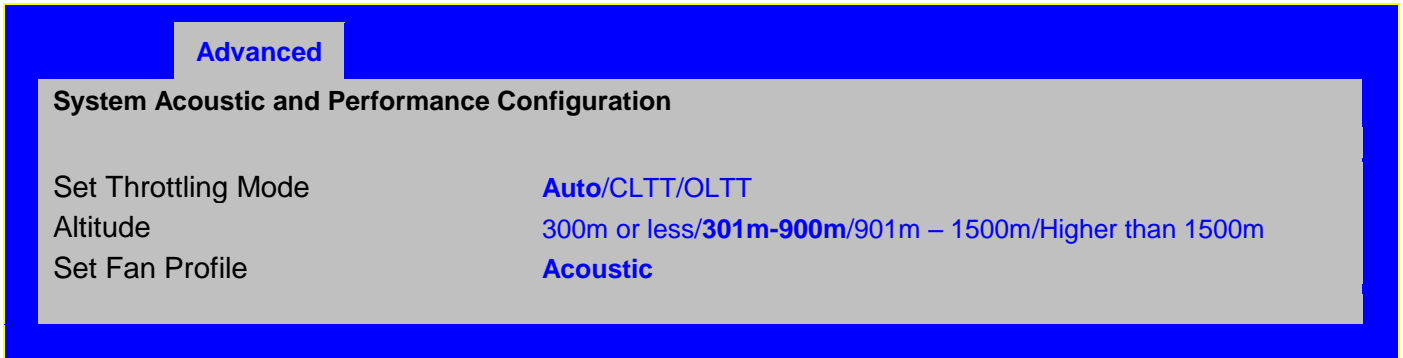 Advanced
System Acoustic and Performance Configuration
Set Throttling Mode Auto/CLTT/OLTT
Altitude 300m or less/301m-900m/901m – 1500m/Higher than 1500m
Set Fan Profile Acoustic